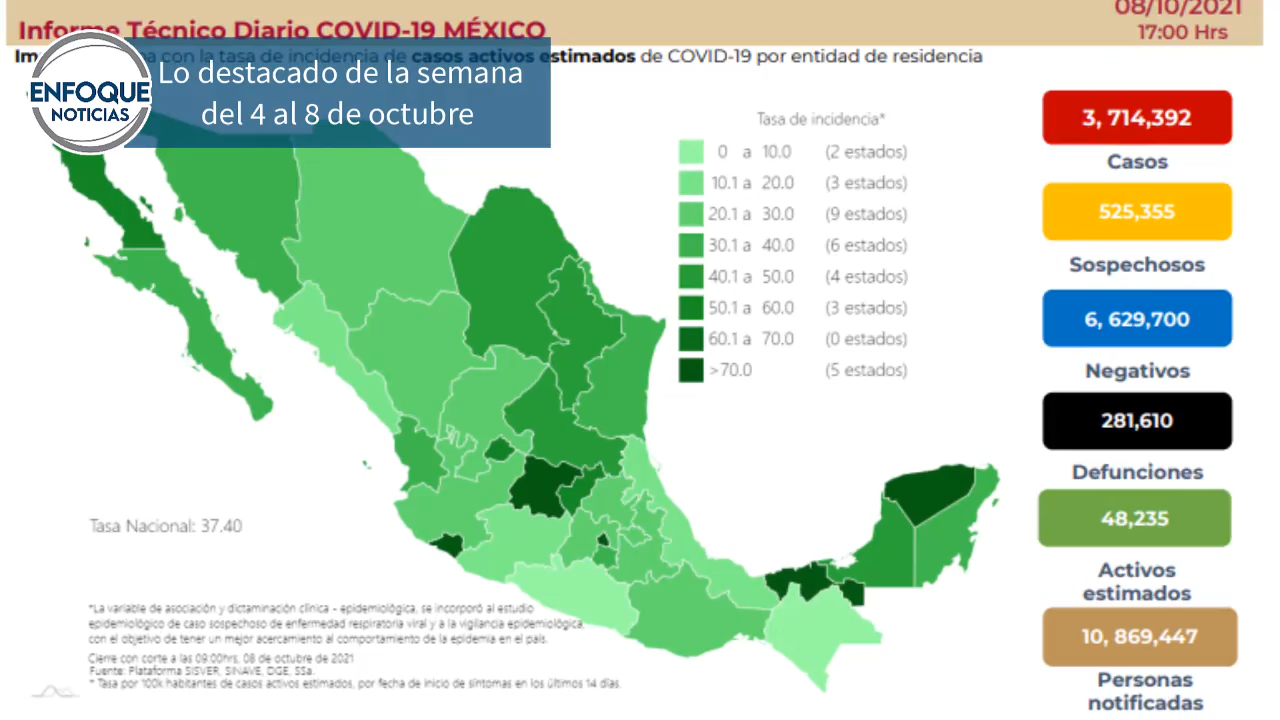 08/10/2021
Informe Técnico Diario COVID-19 MÉXICO
17:00 Hrs
con la tasa de incidencia de casos activos estimados de COVID-19 por entidad de residencia
ENFOQUE
NOTICIAS
Lo destacado de la semana
del 4 al 8 de octubre
Tasa de incidencia*
0 a 10.0 (2 estados)
10.1 a 20.0 (3 estados)
20.1 a 30.0 (9 estados)
30.1 a 40.0 (6 estados)
40.1 a 50.0 (4 estados)
50.1 a 60.0 (3 estados)
60.1 a 70.0 (0 estados)
>70.0 (5 estados)
3, 714,392
Casos
525,355
Sospechosos
6, 629,700
Negativos
281,610
Defunciones
48,235
Activos
estimados
10, 869,447
Personas
notificadas
Tasa Nacional: 37.40
*La variable de asociación y dictaminación clínica - epidemiológica, se incorporó al estudio
epidemiológico de caso sospechoso de enfermedad respiratoria viral y a la vigilancia epidemiológica,
con el objetivo de tener un mejor acercamiento al comportamiento de la epidemia en el país.
Cierre con corte a las 09:00hrs, 08 de octubre de 2021
Fuente: Plataforma SISVER, SINAVE, DGE, SSa.
* Tasa por 100k habitantes de casos activos estimados, por fecha de inicio de síntomas en los últimos 14 días.